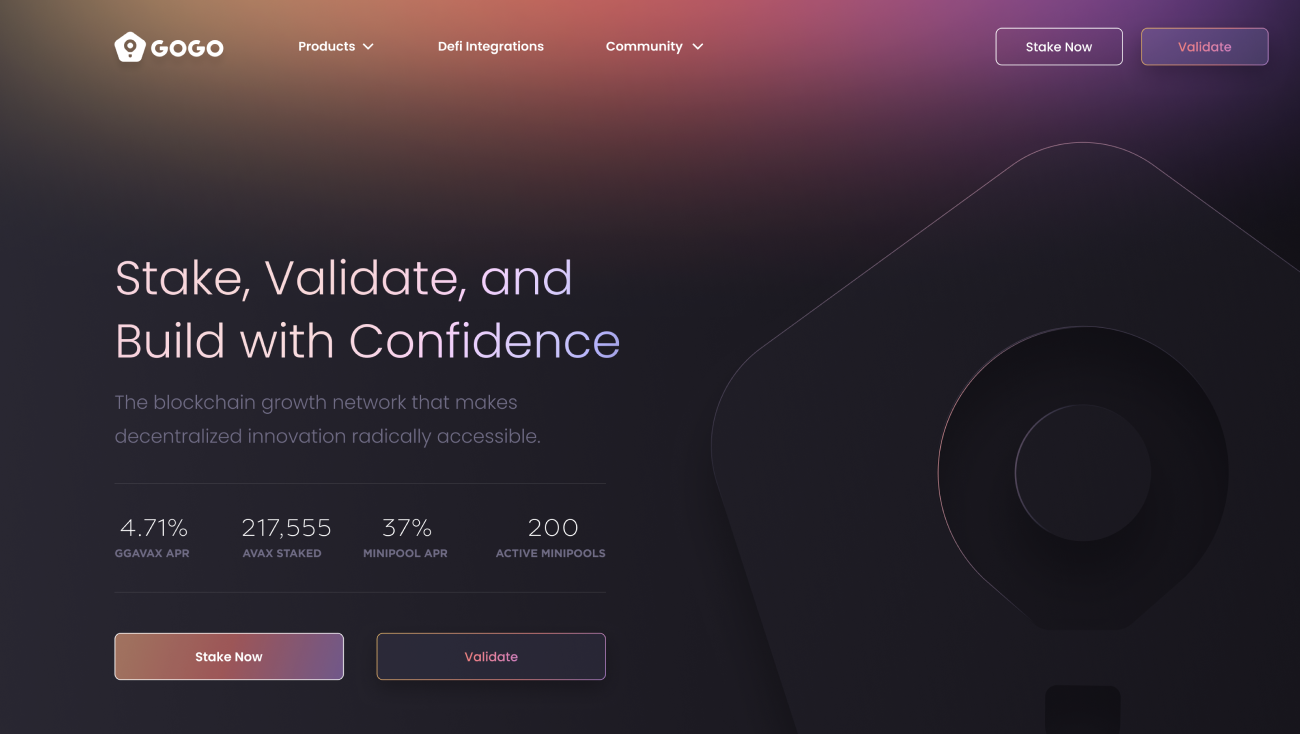 GOGO
Products
Defi Integrations
Community
Stake Now
Validate
Stake, Validate, and
Build with Confidence
The blockchain growth network that makes
decentralized innovation radically accessible.
4.71%
GGAVAX APR
217,555
AVAX STAKED
37%
MINIPOOL APR
200
ACTIVE MINIPOOLS
Stake Now
Validate